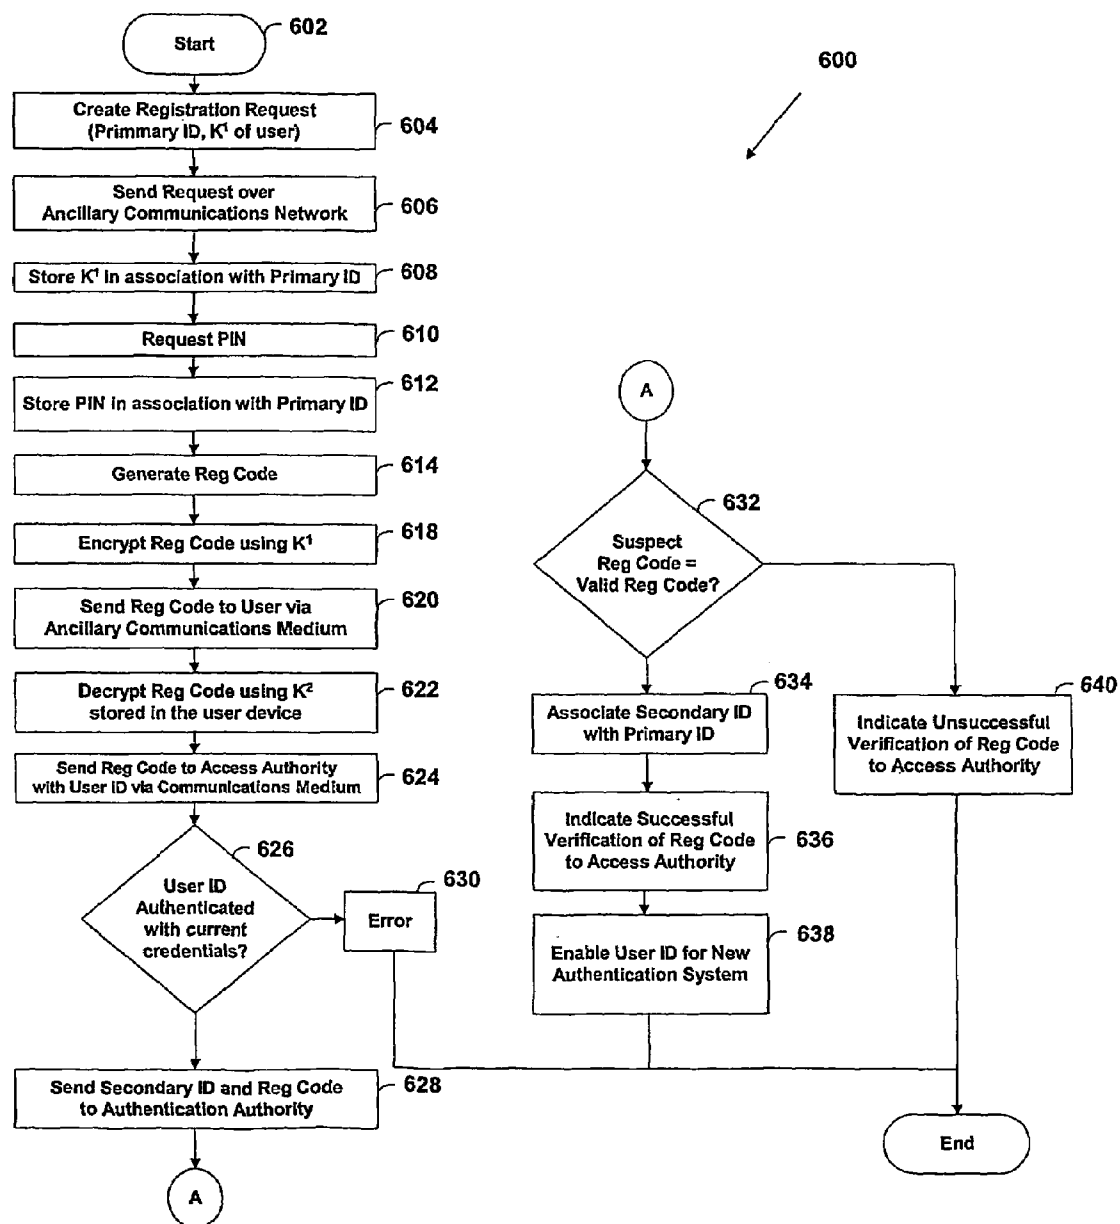 Start
602
600
Create Registration Request
(Primmary ID, K¹ of user)
604
Send Request over
Ancillary Communications Network
606
Store K¹ in association with Primary ID
608
Request PIN
610
Store PIN in association with Primary ID
612
Generate Reg Code
614
Encrypt Reg Code using K¹
618
Send Reg Code to User via
Ancillary Communications Medium
620
Decrypt Reg Code using K²
stored in the user device
622
Send Reg Code to Access Authority
with User ID via Communications Medium
624
User ID
Authenticated
with current
credentials?
626
Error
630
Send Secondary ID and Reg Code
to Authentication Authority
628
A
A
Suspect
Reg Code =
Valid Reg Code?
632
Associate Secondary ID
with Primary ID
634
Indicate Successful
Verification of Reg Code
to Access Authority
636
Enable User ID for New
Authentication System
638
Indicate Unsuccessful
Verification of Reg Code
to Access Authority
640
End